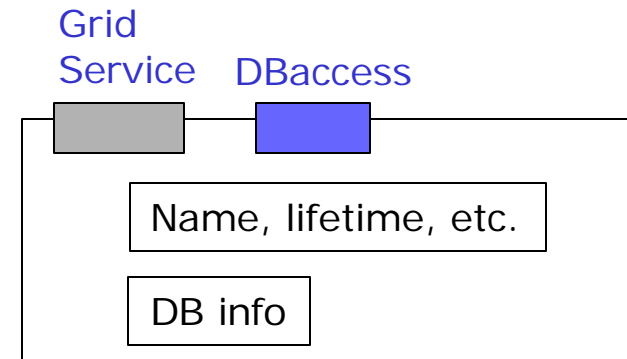 Grid
Service DBaccess
Name, lifetime, etc.
DB info